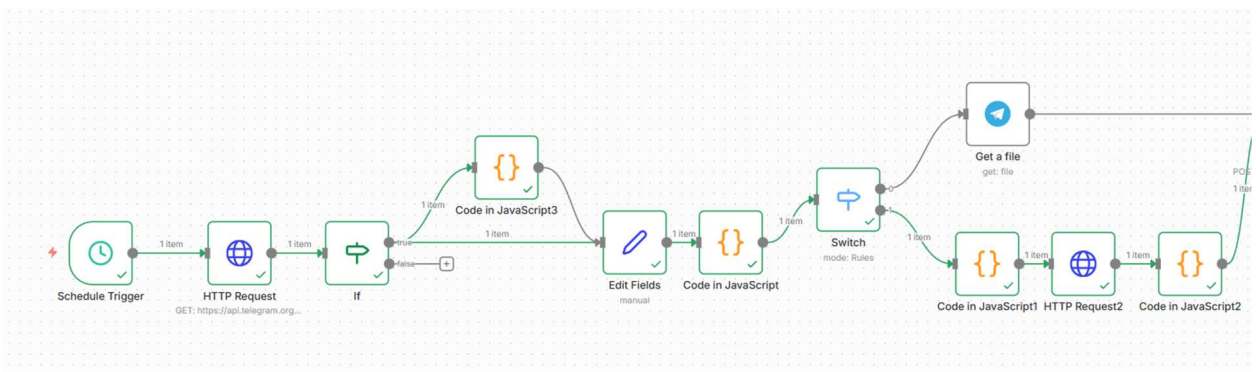 Schedule Trigger
1 item
HTTP Request
GET: https://api.telegram.org...
1 item
If
true
false
1 item
1 item
Code in JavaScript3
Edit Fields
manual
1 item
Code in JavaScript
1 item
Switch
mode: Rules
0
1
Get a file
get: file
1 item
Code in JavaScript1
1 item
HTTP Request2
1 item
Code in JavaScript2
POS
1 iter